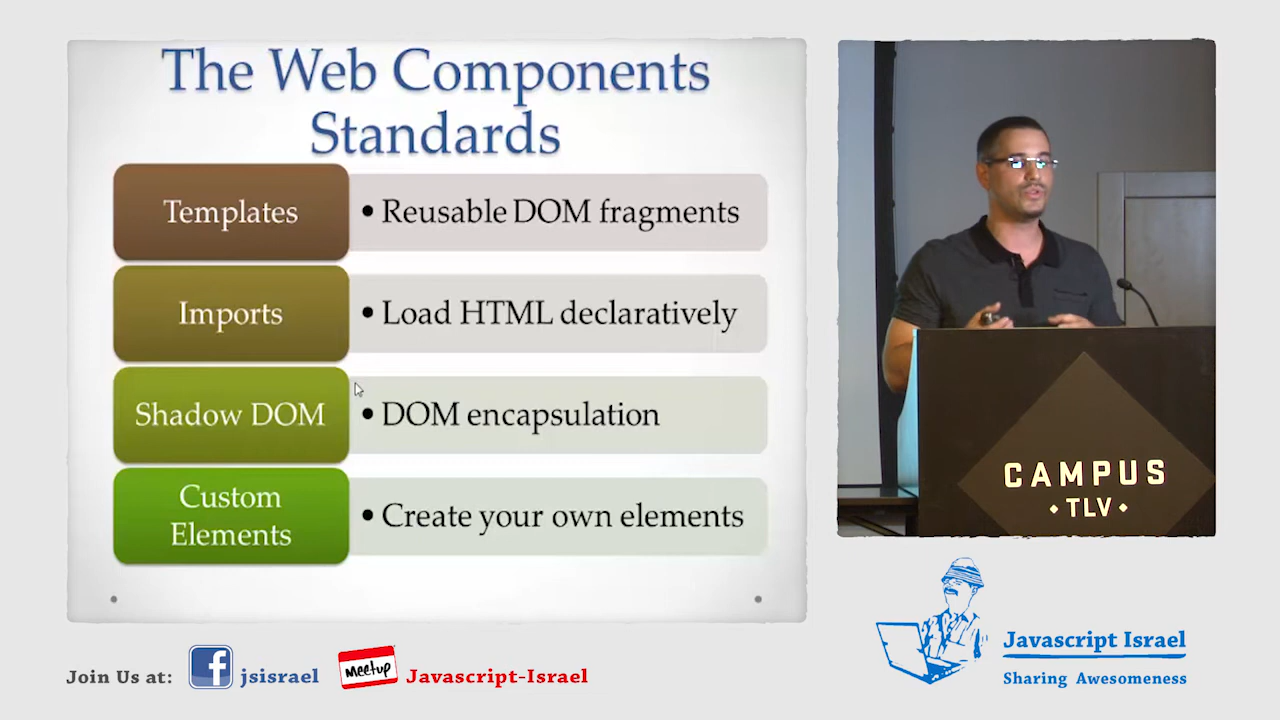 The Web Components
Standards
Templates
• Reusable DOM fragments
Imports
• Load HTML declaratively
Shadow DOM
• DOM encapsulation
Custom
Elements
• Create your own elements
CAMPUS
• TLV •
Join Us at:
f
jsisrael
Meetup
Javascript-Israel
Javascript Israel
Sharing Awesomeness